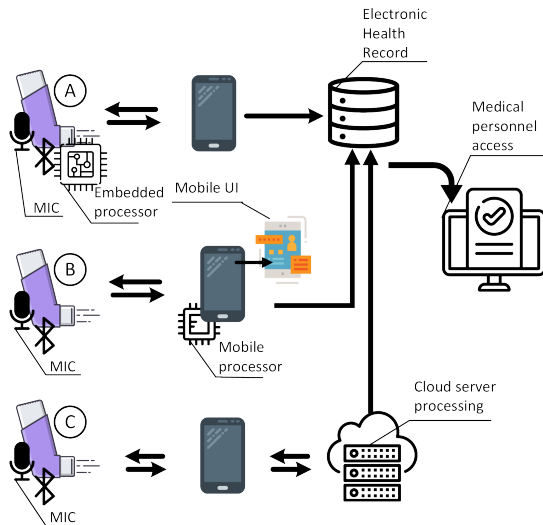 Electronic
Health
Record
A
Medical
personnel
access
MIC
Embedded
processor
Mobile UI
B
MIC
Mobile
processor
Cloud server
processing
C
MIC